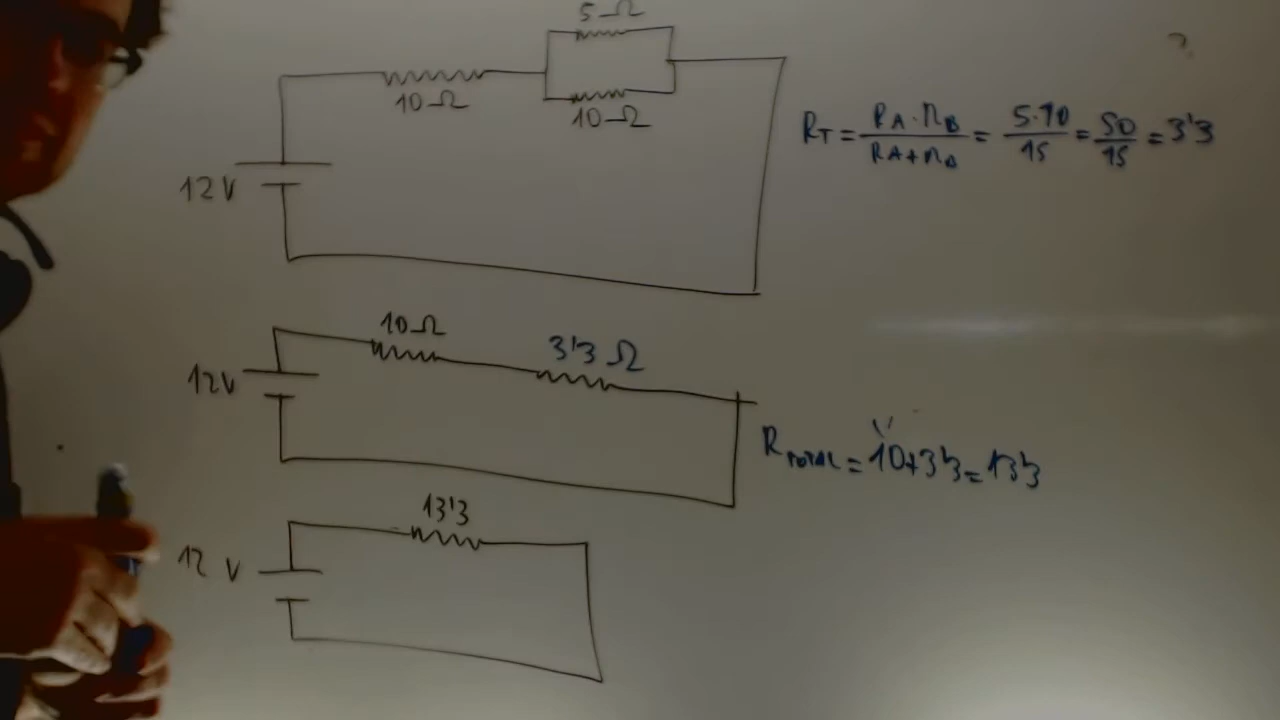 5 Ω
10 Ω
10 Ω
12 V
RT = RA·RB / RA+RB = 5·10 / 15 = 50 / 15 = 3'3
10 Ω
3'3 Ω
12V
RTOTAL = 10+3'3 = 13'3
13'3
12 V